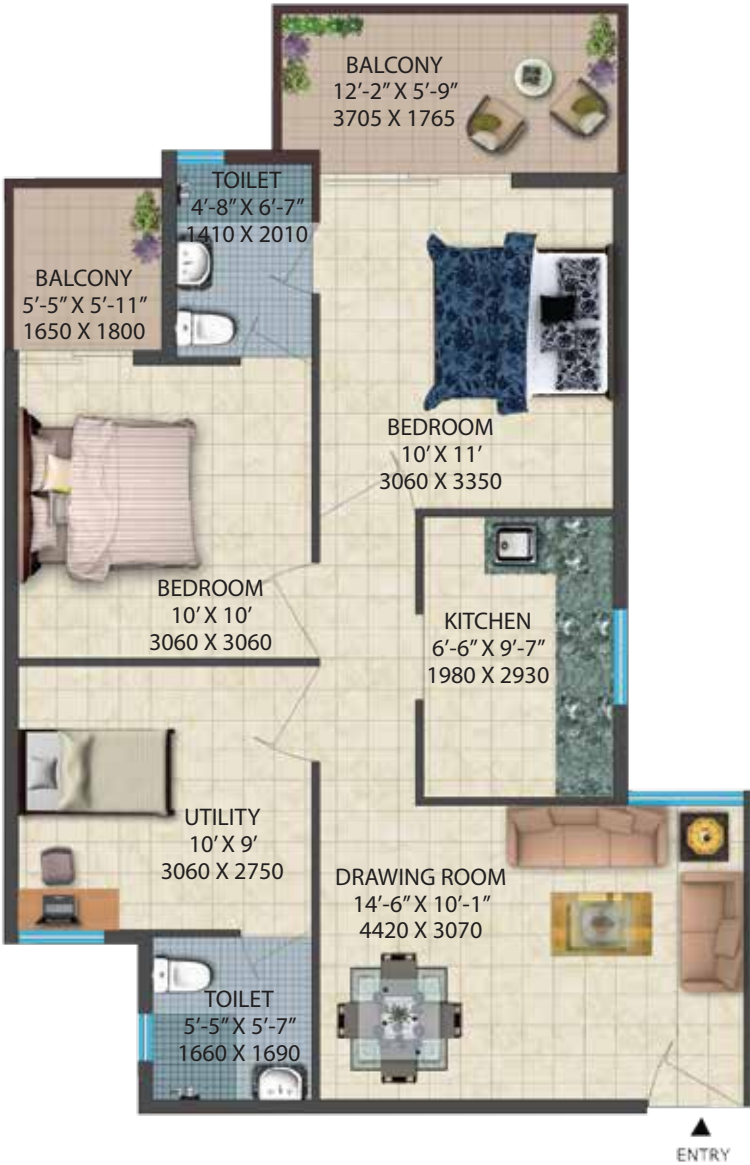 BALCONY
12’-2” X 5’-9”
3705 X 1765
TOILET
4’-8” X 6’-7”
1410 X 2010
BALCONY
5’-5” X 5’-11”
1650 X 1800
BEDROOM
10’ X 11’
3060 X 3350
BEDROOM
10’ X 10’
3060 X 3060
KITCHEN
6’-6” X 9’-7”
1980 X 2930
UTILITY
10’ X 9’
3060 X 2750
DRAWING ROOM
14’-6” X 10’-1”
4420 X 3070
TOILET
5’-5” X 5’-7”
1660 X 1690
ENTRY